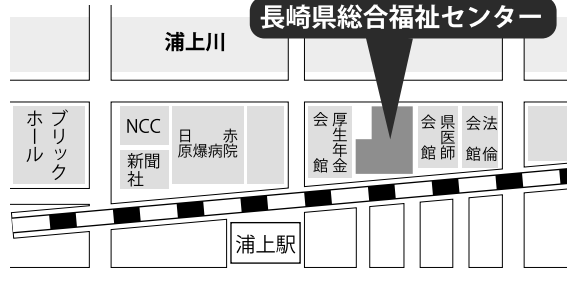 長崎県総合福祉センター
浦上川
ブリック
ホール
NCC
新聞
社
日赤
原爆病院
厚生年金
会館
県医師
会館
法倫
会館
浦上駅